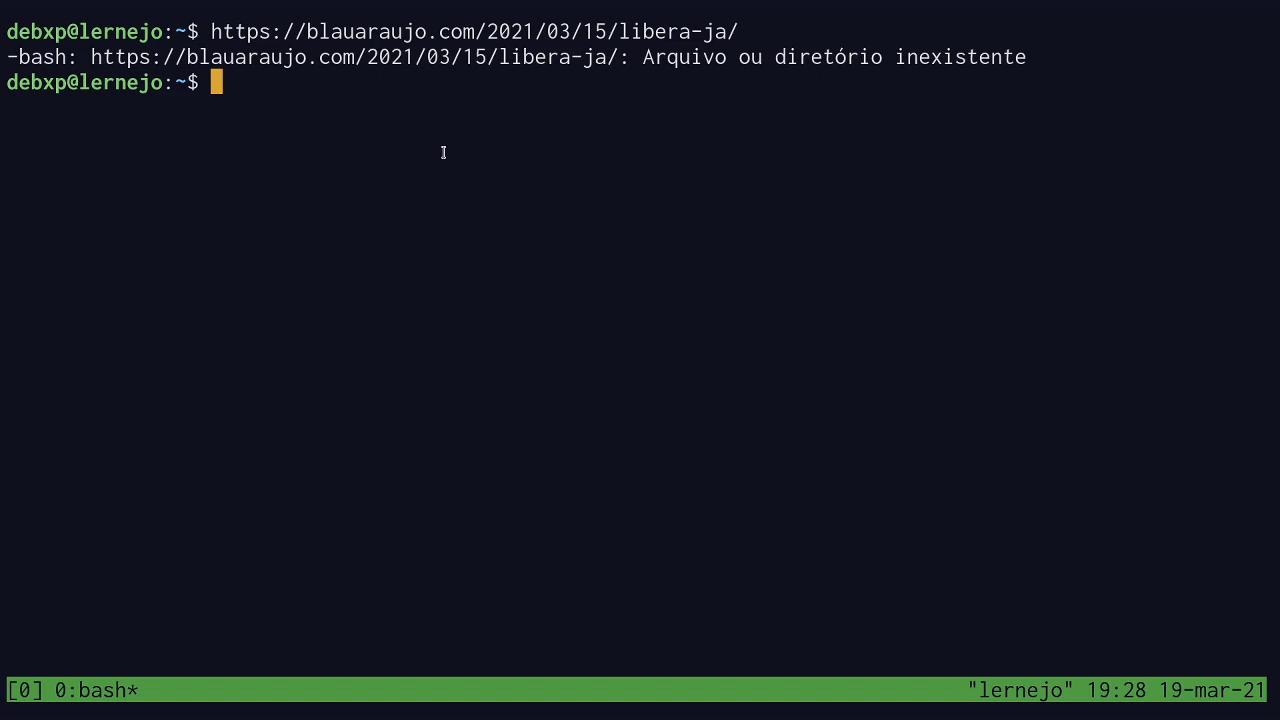 debxp@lernejo:~$ https://blauaraujo.com/2021/03/15/libera-ja/
-bash: https://blauaraujo.com/2021/03/15/libera-ja/: Arquivo ou diretório inexistente
debxp@lernejo:~$
[0] 0:bash* "lernejo" 19:28 19-mar-21